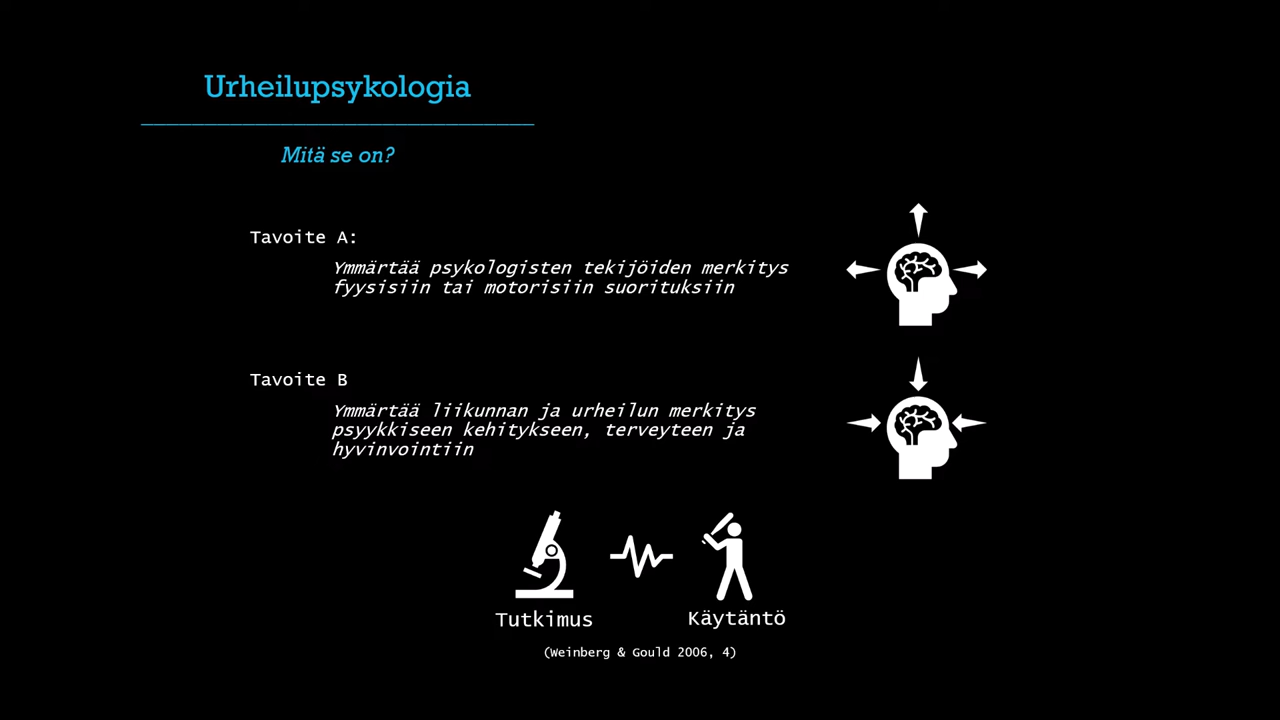 Urheilupsykologia
Mitä se on?
Tavoite A:
Ymmärtää psykologisten tekijöiden merkitys
fyysisiin tai motorisiin suorituksiin
Tavoite B
Ymmärtää liikunnan ja urheilun merkitys
psyykkiseen kehitykseen, terveyteen ja
hyvinvointiin
Tutkimus
Käytäntö
(Weinberg & Gould 2006, 4)